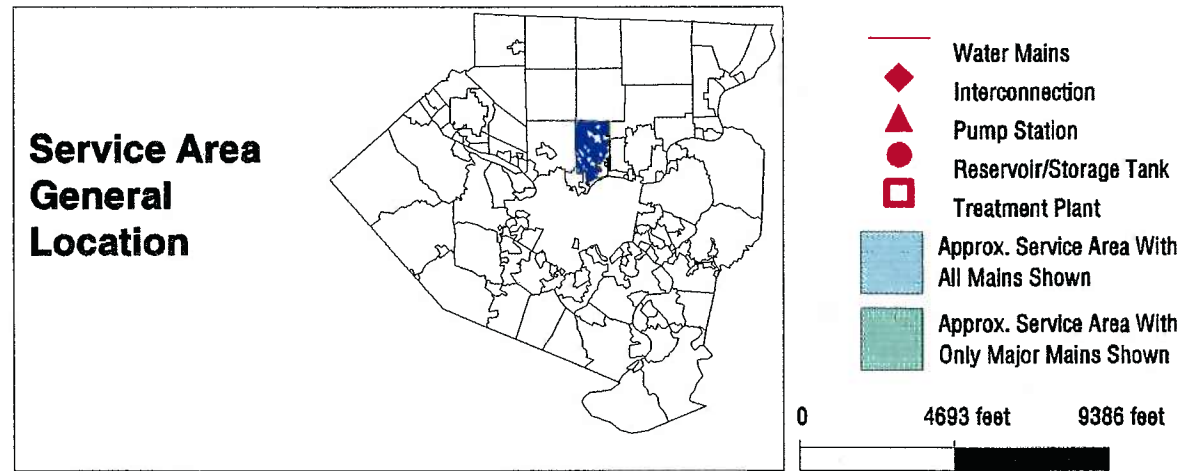 Service Area
General
Location
Water Mains
Interconnection
Pump Station
Reservoir/Storage Tank
Treatment Plant
Approx. Service Area With
All Mains Shown
Approx. Service Area With
Only Major Mains Shown
0 4693 feet 9386 feet